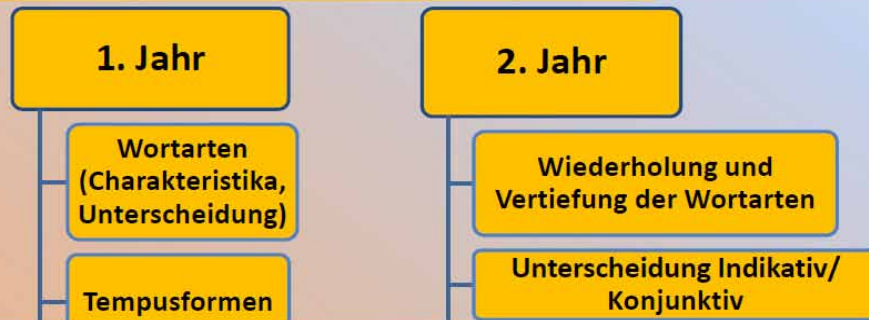 1. Jahr
Wortarten
(Charakteristika,
Unterscheidung)
Tempusformen
2. Jahr
Wiederholung und
Vertiefung der Wortarten
Unterscheidung Indikativ/
Konjunktiv